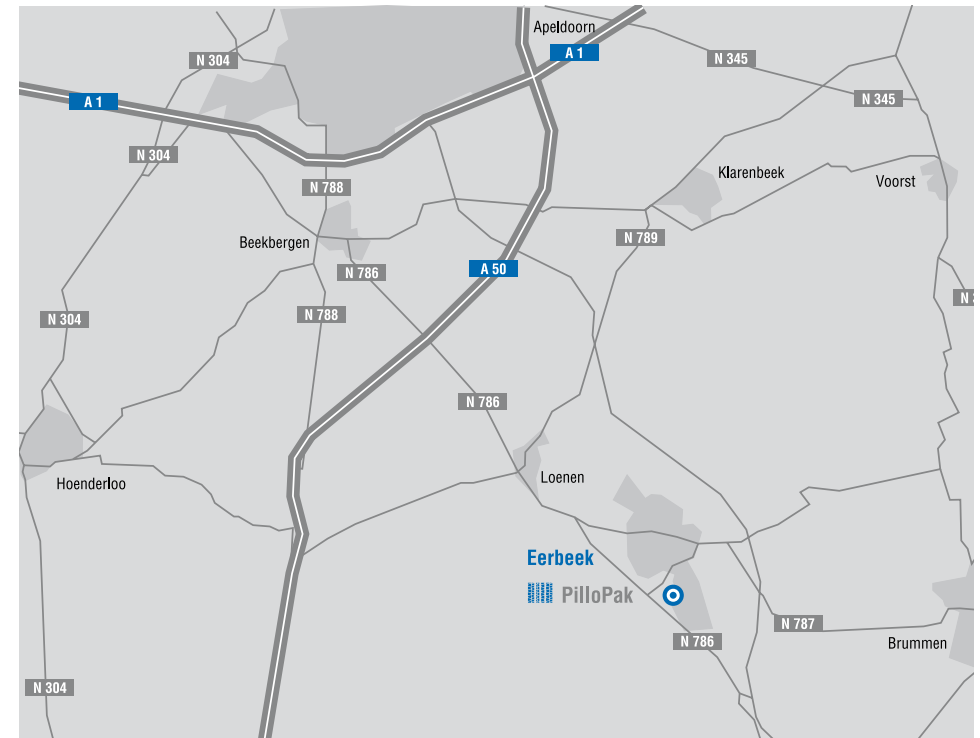 Apeldoorn
A 1
N 304
N 345
A 1
N 345
N 304
Klarenbeek
Voorst
N 788
N 789
Beekbergen
N 786
A 50
N 788
N 304
N 786
Loenen
Hoenderloo
Eerbeek
PilloPak
N 787
N 786
Brummen
N 304